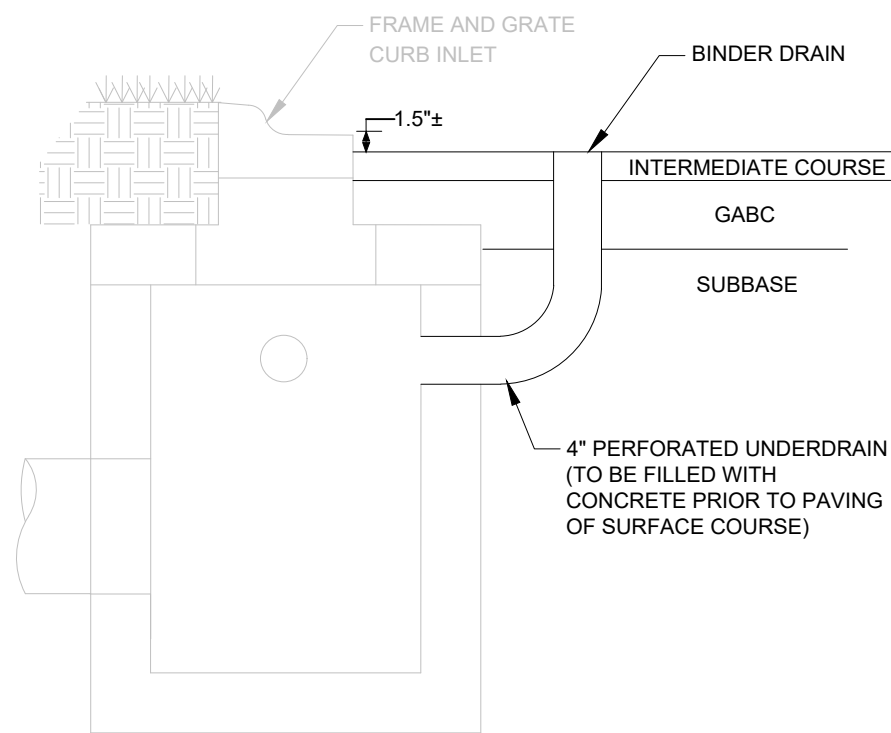 FRAME AND GRATE
CURB INLET
BINDER DRAIN
1.5"±
INTERMEDIATE COURSE
GABC
SUBBASE
4" PERFORATED UNDERDRAIN
(TO BE FILLED WITH
CONCRETE PRIOR TO PAVING
OF SURFACE COURSE)